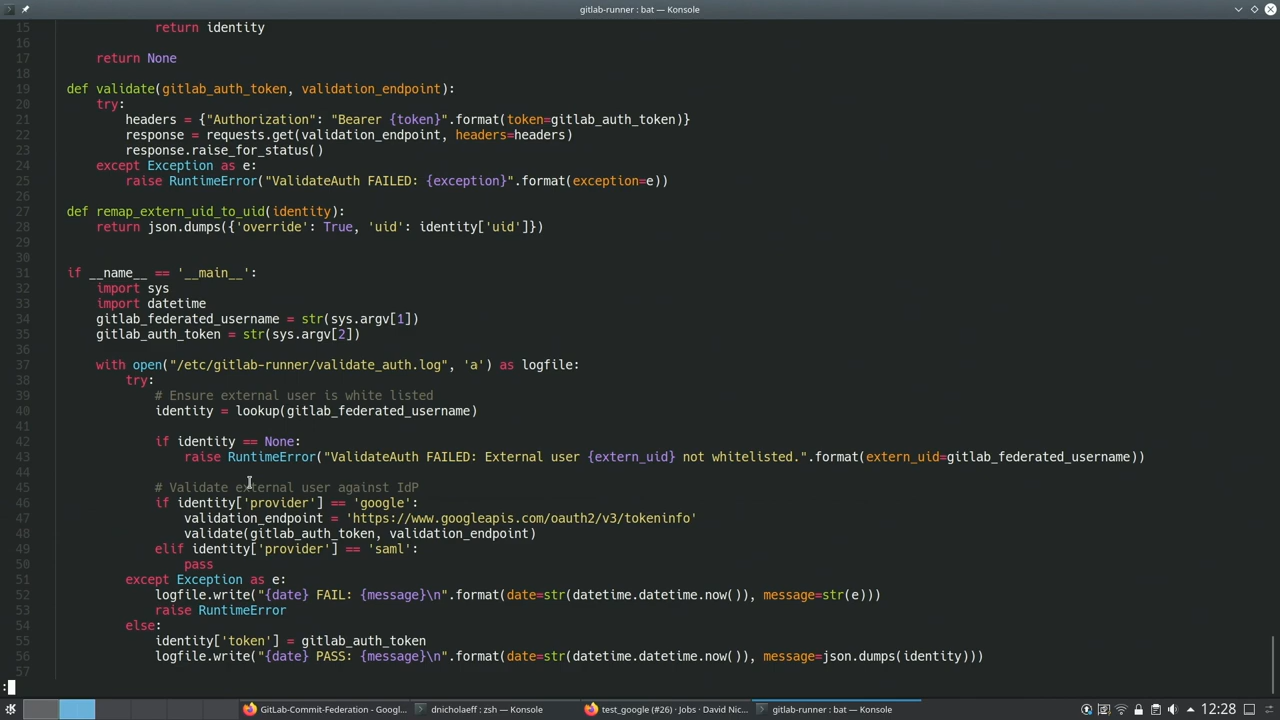 gitlab-runner : bat — Konsole
15 return identity
16
17 return None
18
19 def validate(gitlab_auth_token, validation_endpoint):
20 try:
21 headers = {"Authorization": "Bearer {token}".format(token=gitlab_auth_token)}
22 response = requests.get(validation_endpoint, headers=headers)
23 response.raise_for_status()
24 except Exception as e:
25 raise RuntimeError("ValidateAuth FAILED: {exception}".format(exception=e))
26
27 def remap_extern_uid_to_uid(identity):
28 return json.dumps({'override': True, 'uid': identity['uid']})
29
30
31 if __name__ == '__main__':
32 import sys
33 import datetime
34 gitlab_federated_username = str(sys.argv[1])
35 gitlab_auth_token = str(sys.argv[2])
36
37 with open("/etc/gitlab-runner/validate_auth.log", 'a') as logfile:
38 try:
39 # Ensure external user is white listed
40 identity = lookup(gitlab_federated_username)
41
42 if identity == None:
43 raise RuntimeError("ValidateAuth FAILED: External user {extern_uid} not whitelisted.".format(extern_uid=gitlab_federated_username))
44
45 # Validate external user against IdP
46 if identity['provider'] == 'google':
47 validation_endpoint = 'https://www.googleapis.com/oauth2/v3/tokeninfo'
48 validate(gitlab_auth_token, validation_endpoint)
49 elif identity['provider'] == 'saml':
50 pass
51 except Exception as e:
52 logfile.write("{date} FAIL: {message}\n".format(date=str(datetime.datetime.now()), message=str(e)))
53 raise RuntimeError
54 else:
55 identity['token'] = gitlab_auth_token
56 logfile.write("{date} PASS: {message}\n".format(date=str(datetime.datetime.now()), message=json.dumps(identity)))
57
:
GitLab-Commit-Federation - Googl... dnicholaeff : zsh — Konsole test_google (#26) · Jobs · David Nic... gitlab-runner : bat — Konsole 12:28